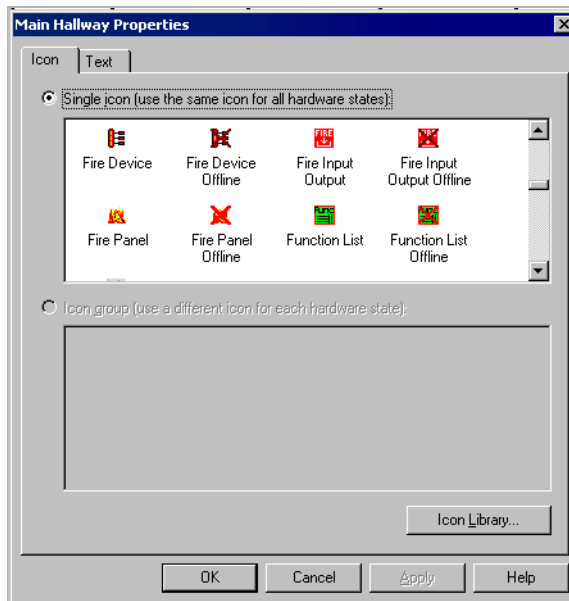 Main Hallway Properties
Icon
Text
Single icon (use the same icon for all hardware states):
Fire Device
Fire Device
Offline
FIRE
Fire Input
Output
Fire Input
Output Offline
Fire Panel
Fire Panel
Offline
Func
Function List
Function List
Offline
Icon group (use a different icon for each hardware state):
Icon Library...
OK
Cancel
Apply
Help